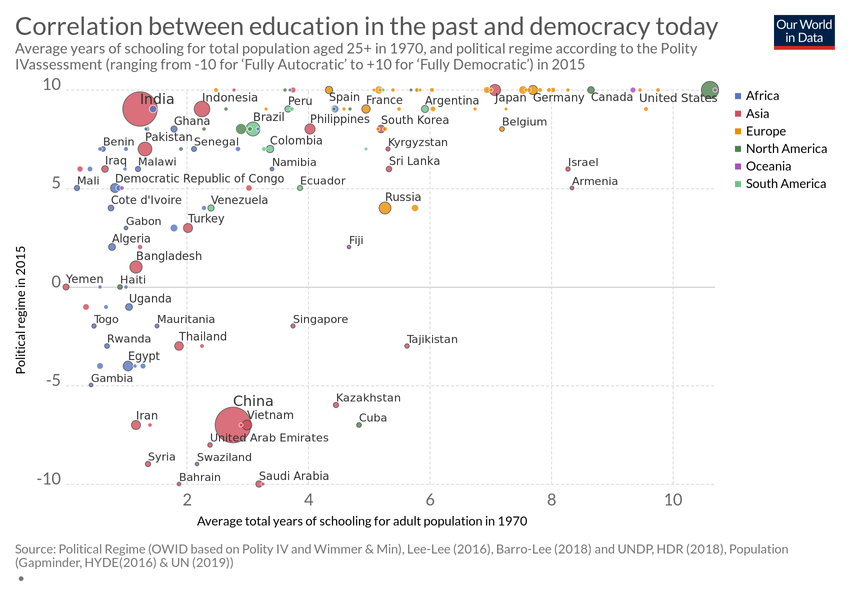 Correlation between education in the past and democracy today
Average years of schooling for total population aged 25+ in 1970, and political regime according to the Polity
IVassessment (ranging from -10 for ‘Fully Autocratic’ to +10 for ‘Fully Democratic’) in 2015
Our World
in Data
10
India
Indonesia
Peru
Spain
France
Argentina
Japan
Germany
Canada
United States
Ghana
Brazil
Philippines
South Korea
Belgium
Benin
Pakistan
Senegal
Colombia
Kyrgyzstan
Iraq
Malawi
Namibia
Sri Lanka
Israel
Mali
Democratic Republic of Congo
Ecuador
Armenia
5
Cote d'Ivoire
Venezuela
Russia
Gabon
Turkey
Algeria
Fiji
Bangladesh
Yemen
Haiti
0
Uganda
Togo
Mauritania
Singapore
Rwanda
Thailand
Tajikistan
Egypt
Gambia
-5
China
Kazakhstan
Iran
Vietnam
Cuba
United Arab Emirates
Syria
Swaziland
Bahrain
Saudi Arabia
-10
2
4
6
8
10
Political regime in 2015
Average total years of schooling for adult population in 1970
Africa
Asia
Europe
North America
Oceania
South America
Source: Political Regime (OWID based on Polity IV and Wimmer & Min), Lee-Lee (2016), Barro-Lee (2018) and UNDP, HDR (2018), Population
(Gapminder, HYDE(2016) & UN (2019))